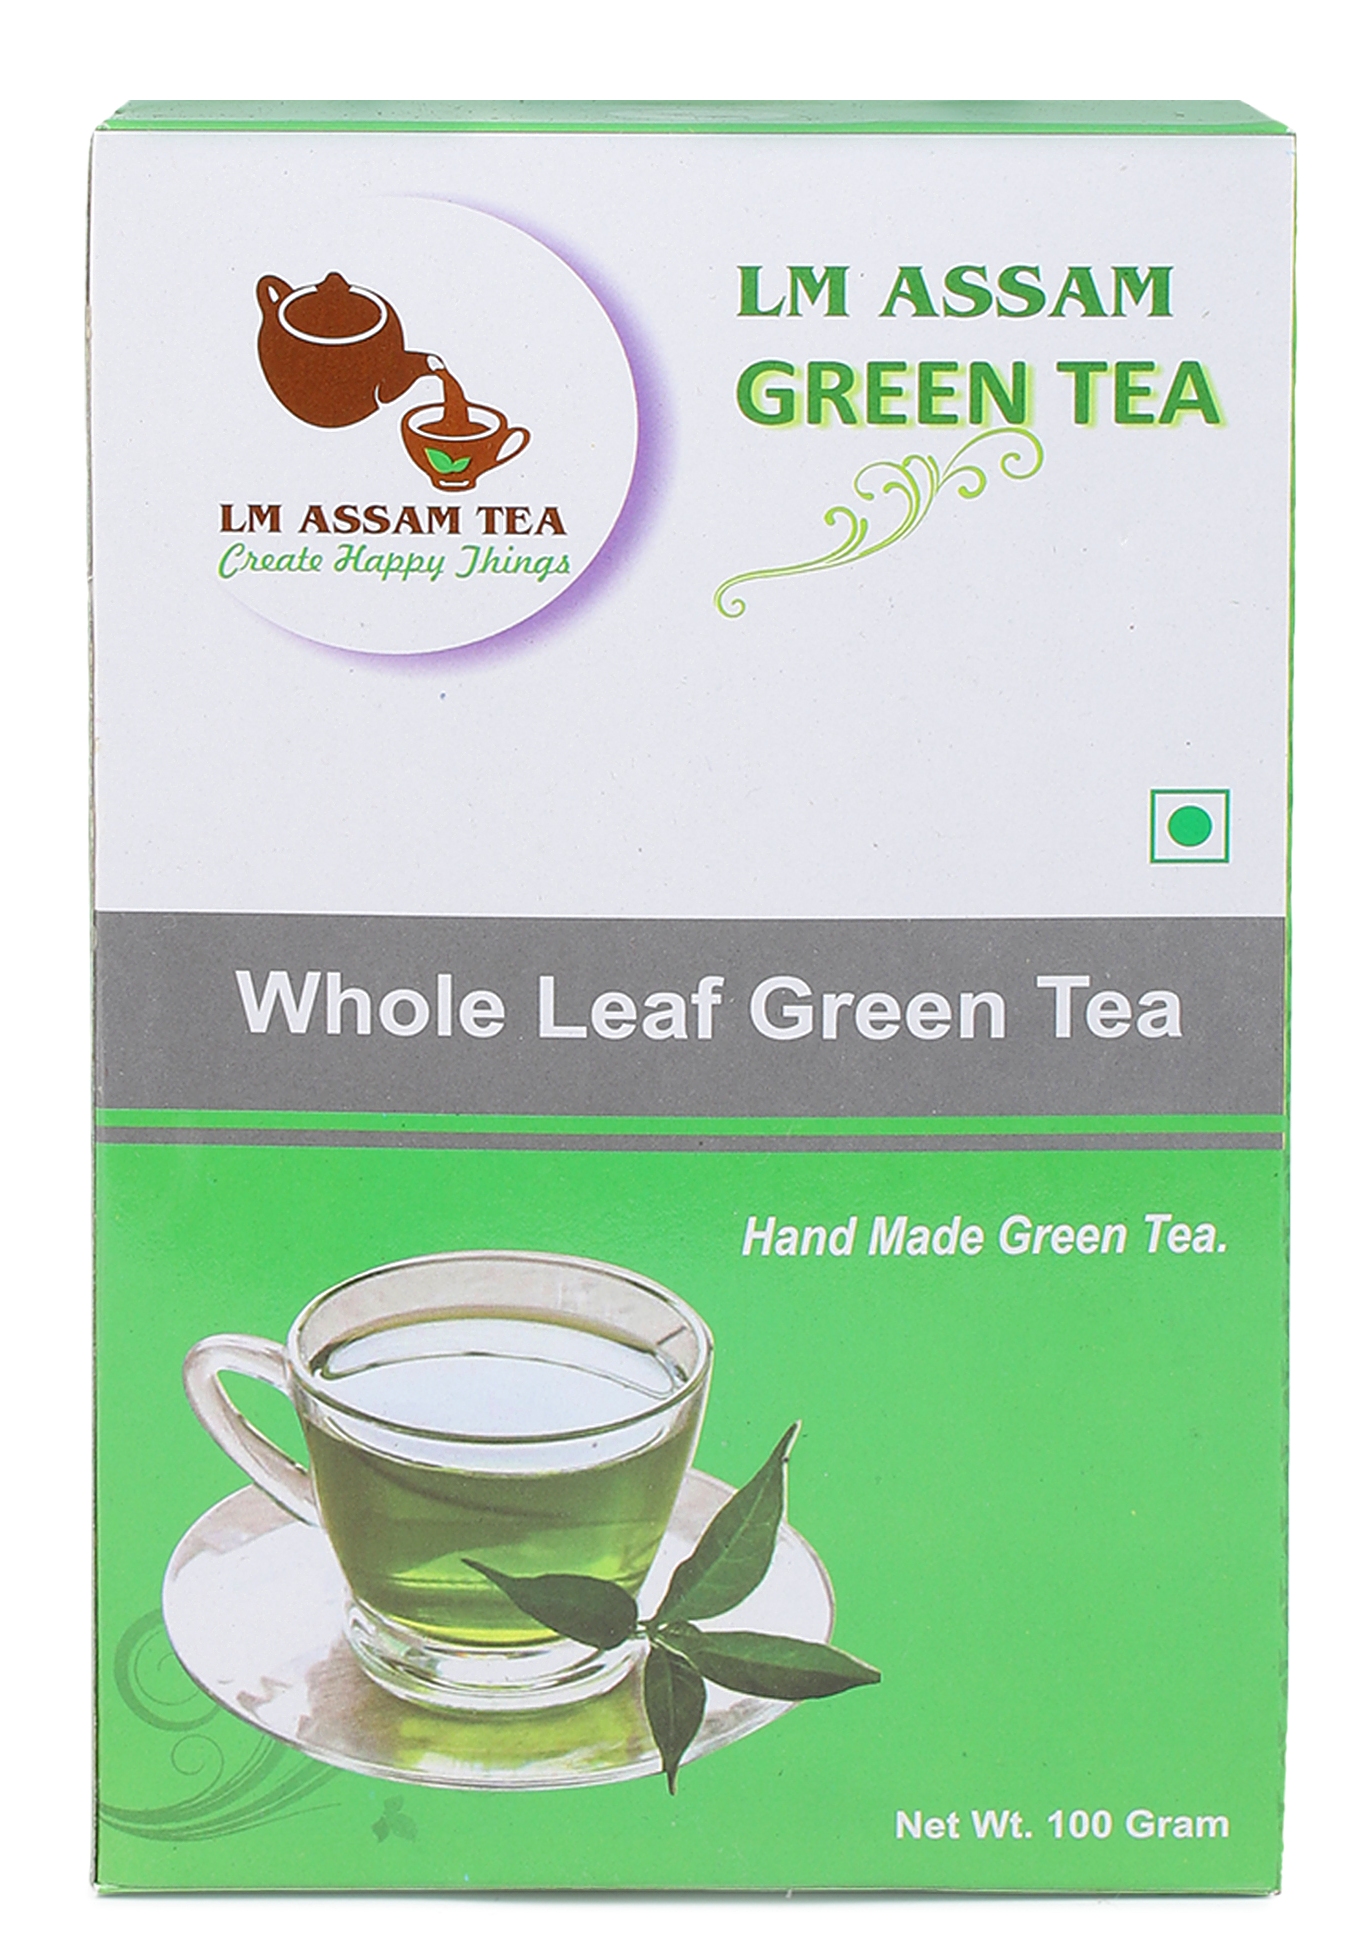 LM ASSAM TEA
Create Happy Things
LM ASSAM
GREEN TEA
Whole Leaf Green Tea
Hand Made Green Tea.
Net Wt. 100 Gram